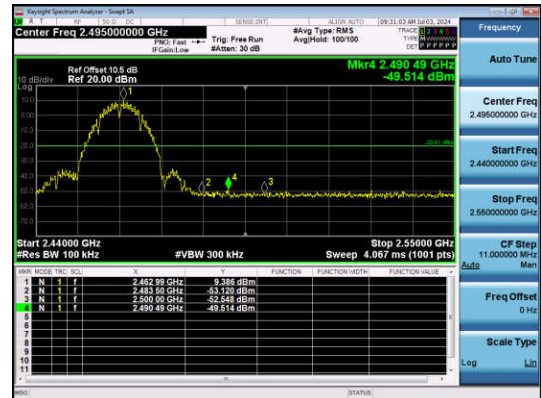 Keysight Spectrum Analyzer - Swept SA
R T RF 50 Ω DC SENSE:INT ALIGN AUTO 09:31:03 AM Jul 03, 2024
Center Freq 2.495000000 GHz
PNO: Fast
IFGain:Low
Trig: Free Run
#Atten: 30 dB
#Avg Type: RMS
Avg|Hold: 100/100
TRACE 1 2 3 4 5 6
TYPE M
DET P P P P P P
Frequency
Ref Offset 10.5 dB
10 dB/div Ref 20.00 dBm
Log
Mkr4 2.490 49 GHz
-49.514 dBm
10.0
0.00
-10.0
-20.0
-30.0
-40.0
-50.0
-60.0
-70.0
1
2
4
3
Start 2.44000 GHz
#Res BW 100 kHz
#VBW 300 kHz
Stop 2.55000 GHz
Sweep 4.067 ms (1001 pts)
MKR MODE TRC SCL X Y FUNCTION FUNCTION WIDTH FUNCTION VALUE
1 N 1 f 2.462 99 GHz 9.386 dBm
2 N 1 f 2.483 50 GHz -53.120 dBm
3 N 1 f 2.500 00 GHz -52.548 dBm
4 N 1 f 2.490 49 GHz -49.514 dBm
5
6
7
8
9
10
11
MSG
STATUS
Auto Tune
Center Freq
2.495000000 GHz
Start Freq
2.440000000 GHz
Stop Freq
2.550000000 GHz
CF Step
11.000000 MHz
Auto Man
Freq Offset
0 Hz
Scale Type
Log Lin